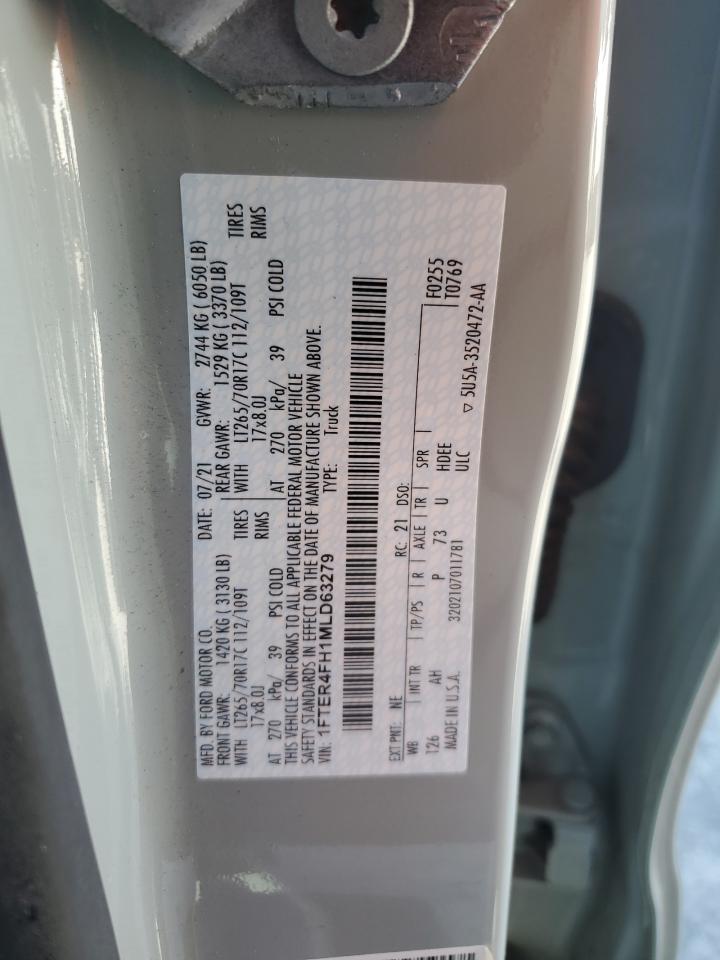 MFD. BY FORD MOTOR CO.
DATE: 07/21 GVWR: 2744 KG ( 6050 LB)
FRONT GAWR: 1420 KG ( 3130 LB) REAR GAWR: 1529 KG ( 3370 LB)
WITH LT265/70R17C 112/109T TIRES WITH LT265/70R17C 112/109T TIRES
17x8.0J RIMS 17x8.0J RIMS
AT 270 kPa/ 39 PSI COLD AT 270 kPa/ 39 PSI COLD
THIS VEHICLE CONFORMS TO ALL APPLICABLE FEDERAL MOTOR VEHICLE
SAFETY STANDARDS IN EFFECT ON THE DATE OF MANUFACTURE SHOWN ABOVE.
VIN: 1FTER4FH1MLD63279 TYPE: Truck
F0255
EXT PNT: NE RC: 21 DSO: T0769
WB INT TR TP/PS R AXLE TR SPR
126 AH P 73 U HDEE
MADE IN U.S.A. 3202107011781 ULC ▽ 5U5A-3520472-AA